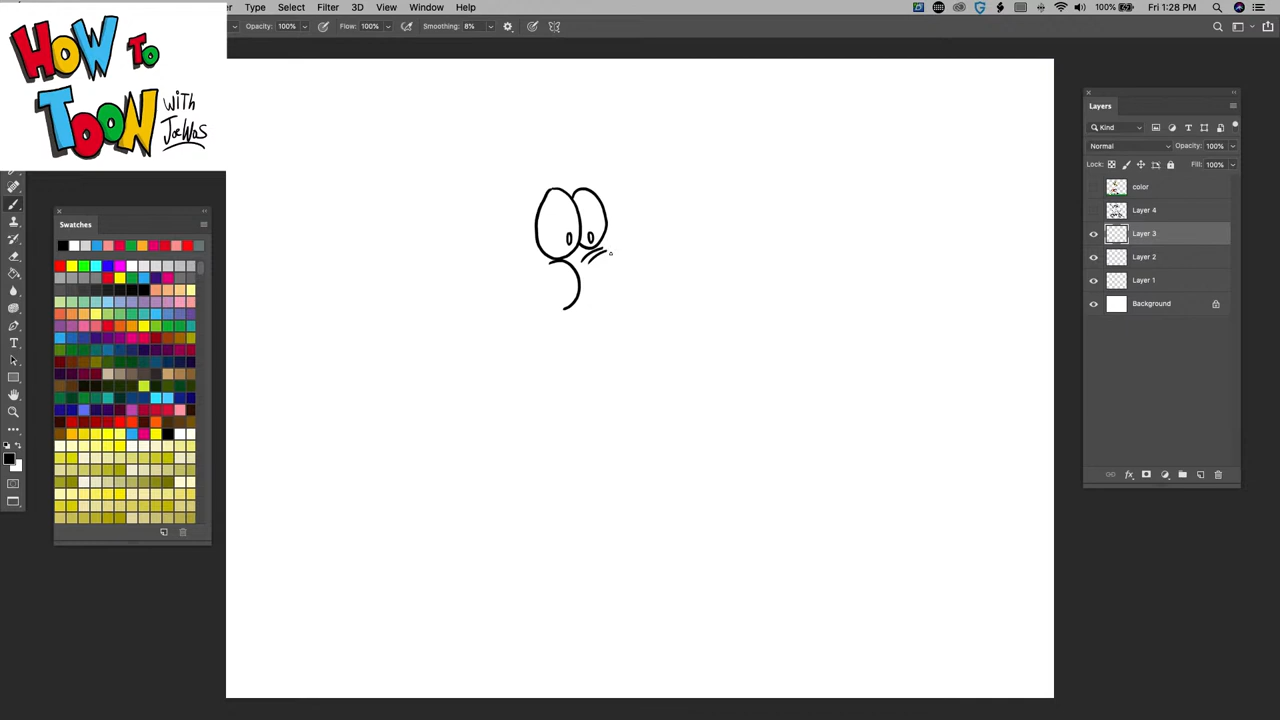 Type Select Filter 3D View Window Help 100% Fri 1:28 PM
Opacity: 100% Flow: 100% Smoothing: 8%
HOW TO
TOON
WITH
JOEWOS
Swatches
Layers
Kind
Normal Opacity: 100%
Lock: Fill: 100%
color
Layer 4
Layer 3
Layer 2
Layer 1
Background
T
fx